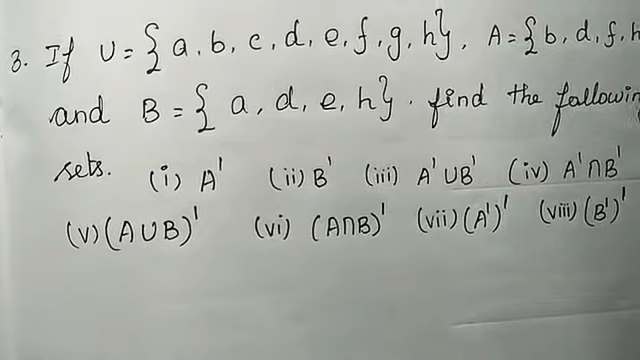 3. If U = { a, b, c, d, e, f, g, h}, A = { b, d, f, h
and B = { a, d, e, h} . find the followin
sets. (i) A' (ii) B' (iii) A' ∪ B' (iv) A' ∩ B'
(v) (A ∪ B)' (vi) (A ∩ B)' (vii) (A')' (viii) (B')'